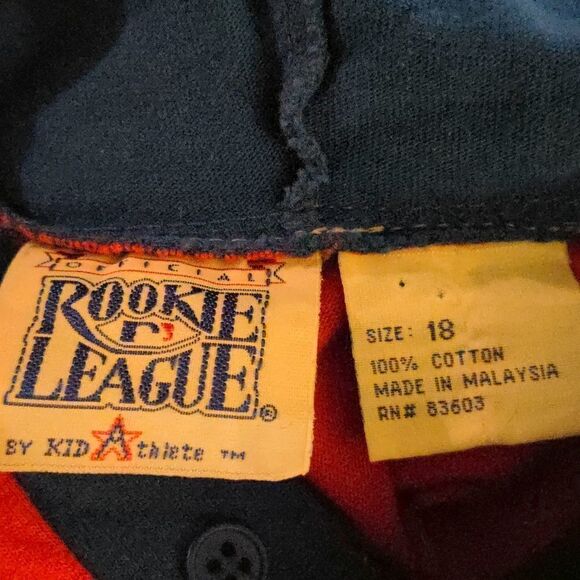 OFFICIAL
ROOKIE
r's
LEAGUE®
BY KID Athlete ™
SIZE: 18
100% COTTON
MADE IN MALAYSIA
RN# 83603